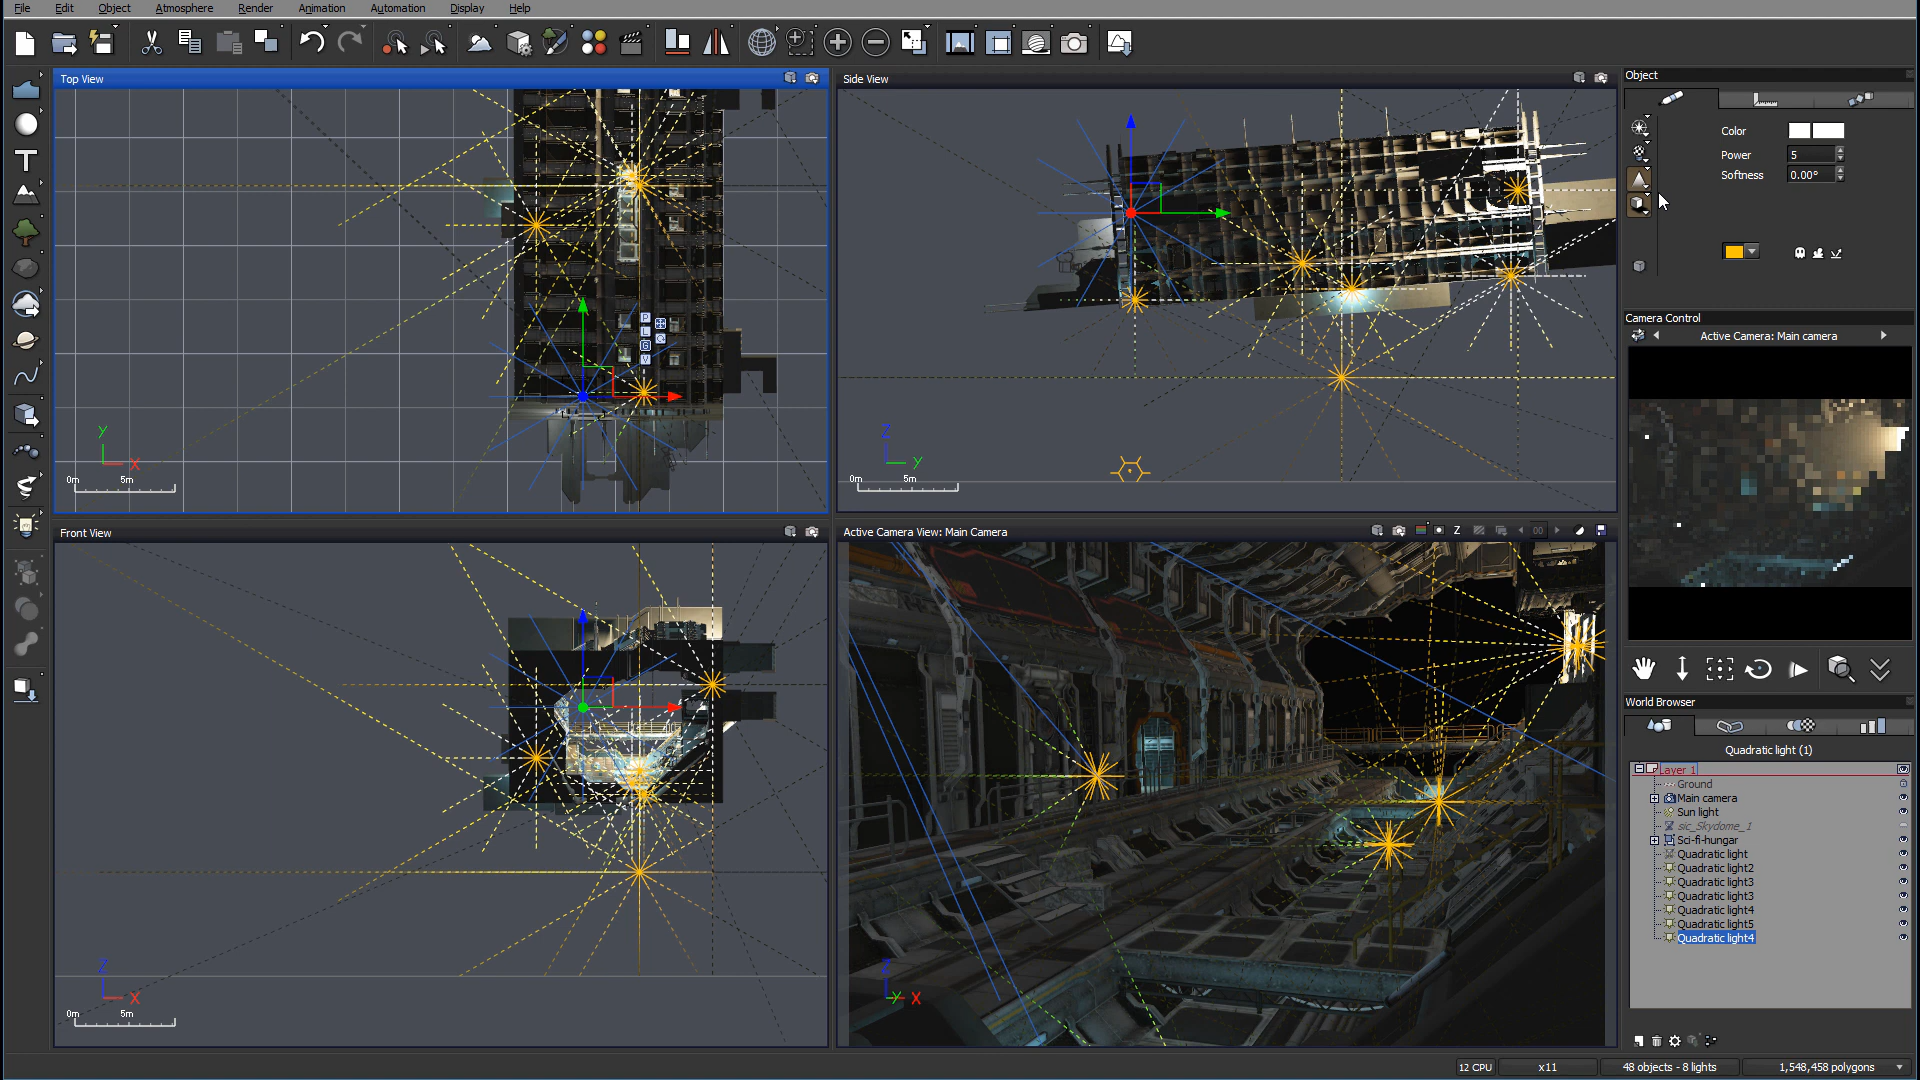 File Edit Object Atmosphere Render Animation Automation Display Help
Top View
Side View
Object
Color
Power 5
Softness 0.00°
P
L
G
V
Y
X
0m 5m
Z
Y
0m 5m
Camera Control
Active Camera: Main camera
Front View
Active Camera View: Main Camera
Z
00
Z
X
0m 5m
Z
Y X
World Browser
Quadratic light (1)
Layer 1
Ground
Main camera
Sun light
sic_Skydome_1
Sci-fi-hungar
Quadratic light
Quadratic light2
Quadratic light3
Quadratic light3
Quadratic light4
Quadratic light5
Quadratic light4
12 CPU x11 48 objects - 8 lights 1,548,458 polygons